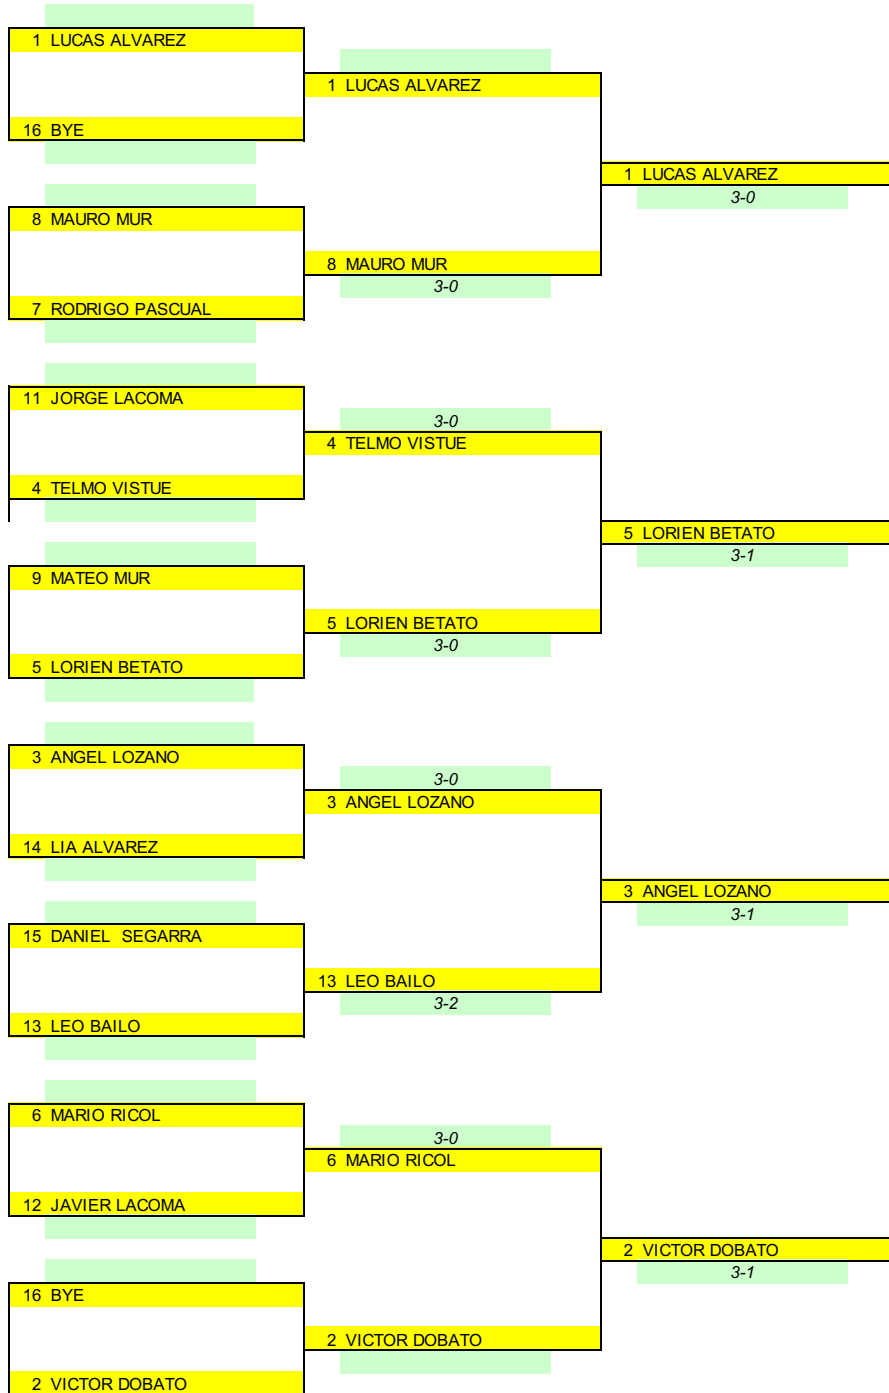 1 LUCAS ALVAREZ
1 LUCAS ALVAREZ
16 BYE
1 LUCAS ALVAREZ
3-0
8 MAURO MUR
8 MAURO MUR
3-0
7 RODRIGO PASCUAL
11 JORGE LACOMA
3-0
4 TELMO VISTUE
4 TELMO VISTUE
5 LORIEN BETATO
3-1
9 MATEO MUR
5 LORIEN BETATO
3-0
5 LORIEN BETATO
3 ANGEL LOZANO
3-0
3 ANGEL LOZANO
14 LIA ALVAREZ
3 ANGEL LOZANO
3-1
15 DANIEL SEGARRA
13 LEO BAILO
3-2
13 LEO BAILO
6 MARIO RICOL
3-0
6 MARIO RICOL
12 JAVIER LACOMA
2 VICTOR DOBATO
3-1
16 BYE
2 VICTOR DOBATO
2 VICTOR DOBATO